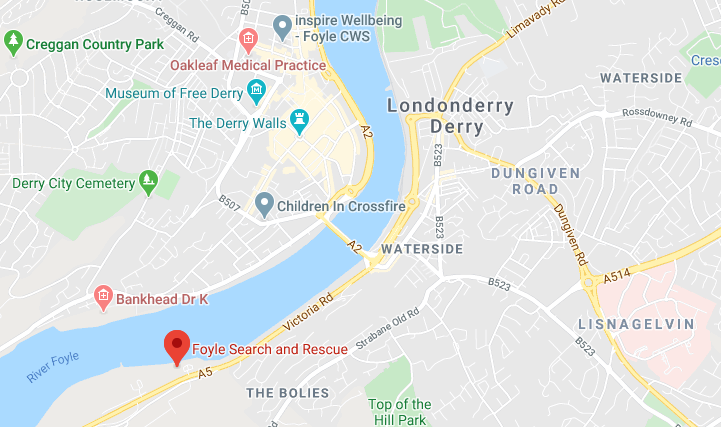 inspire Wellbeing
- Foyle CWS
Creggan Rd
Limavady Rd
Creggan Country Park
Oakleaf Medical Practice
WATERSIDE
Museum of Free Derry
Londonderry
Derry
Rossdowney Rd
The Derry Walls
A2
B523
DUNGIVEN
ROAD
Derry City Cemetery
B507
Children In Crossfire
B523
Dungiven Rd
A2
WATERSIDE
A514
B523
Bankhead Dr K
Victoria Rd
Strabane Old Rd
LISNAGELVIN
B523
Foyle Search and Rescue
River Foyle
A5
THE BOLIES
Top of the
Hill Park